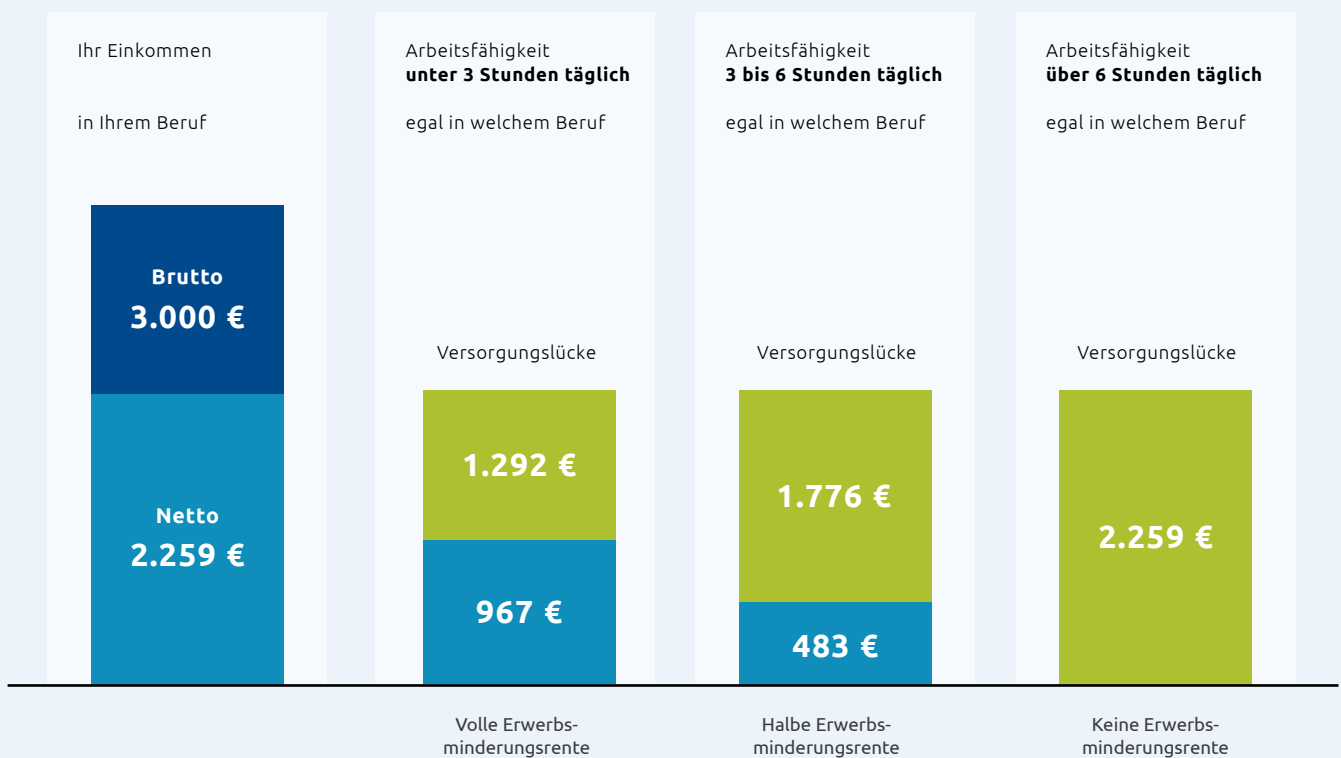 Ihr Einkommen
in Ihrem Beruf
Brutto
3.000 €
Netto
2.259 €
Arbeitsfähigkeit
unter 3 Stunden täglich
egal in welchem Beruf
Versorgungslücke
1.292 €
967 €
Volle Erwerbs-
minderungsrente
Arbeitsfähigkeit
3 bis 6 Stunden täglich
egal in welchem Beruf
Versorgungslücke
1.776 €
483 €
Halbe Erwerbs-
minderungsrente
Arbeitsfähigkeit
über 6 Stunden täglich
egal in welchem Beruf
Versorgungslücke
2.259 €
Keine Erwerbs-
minderungsrente